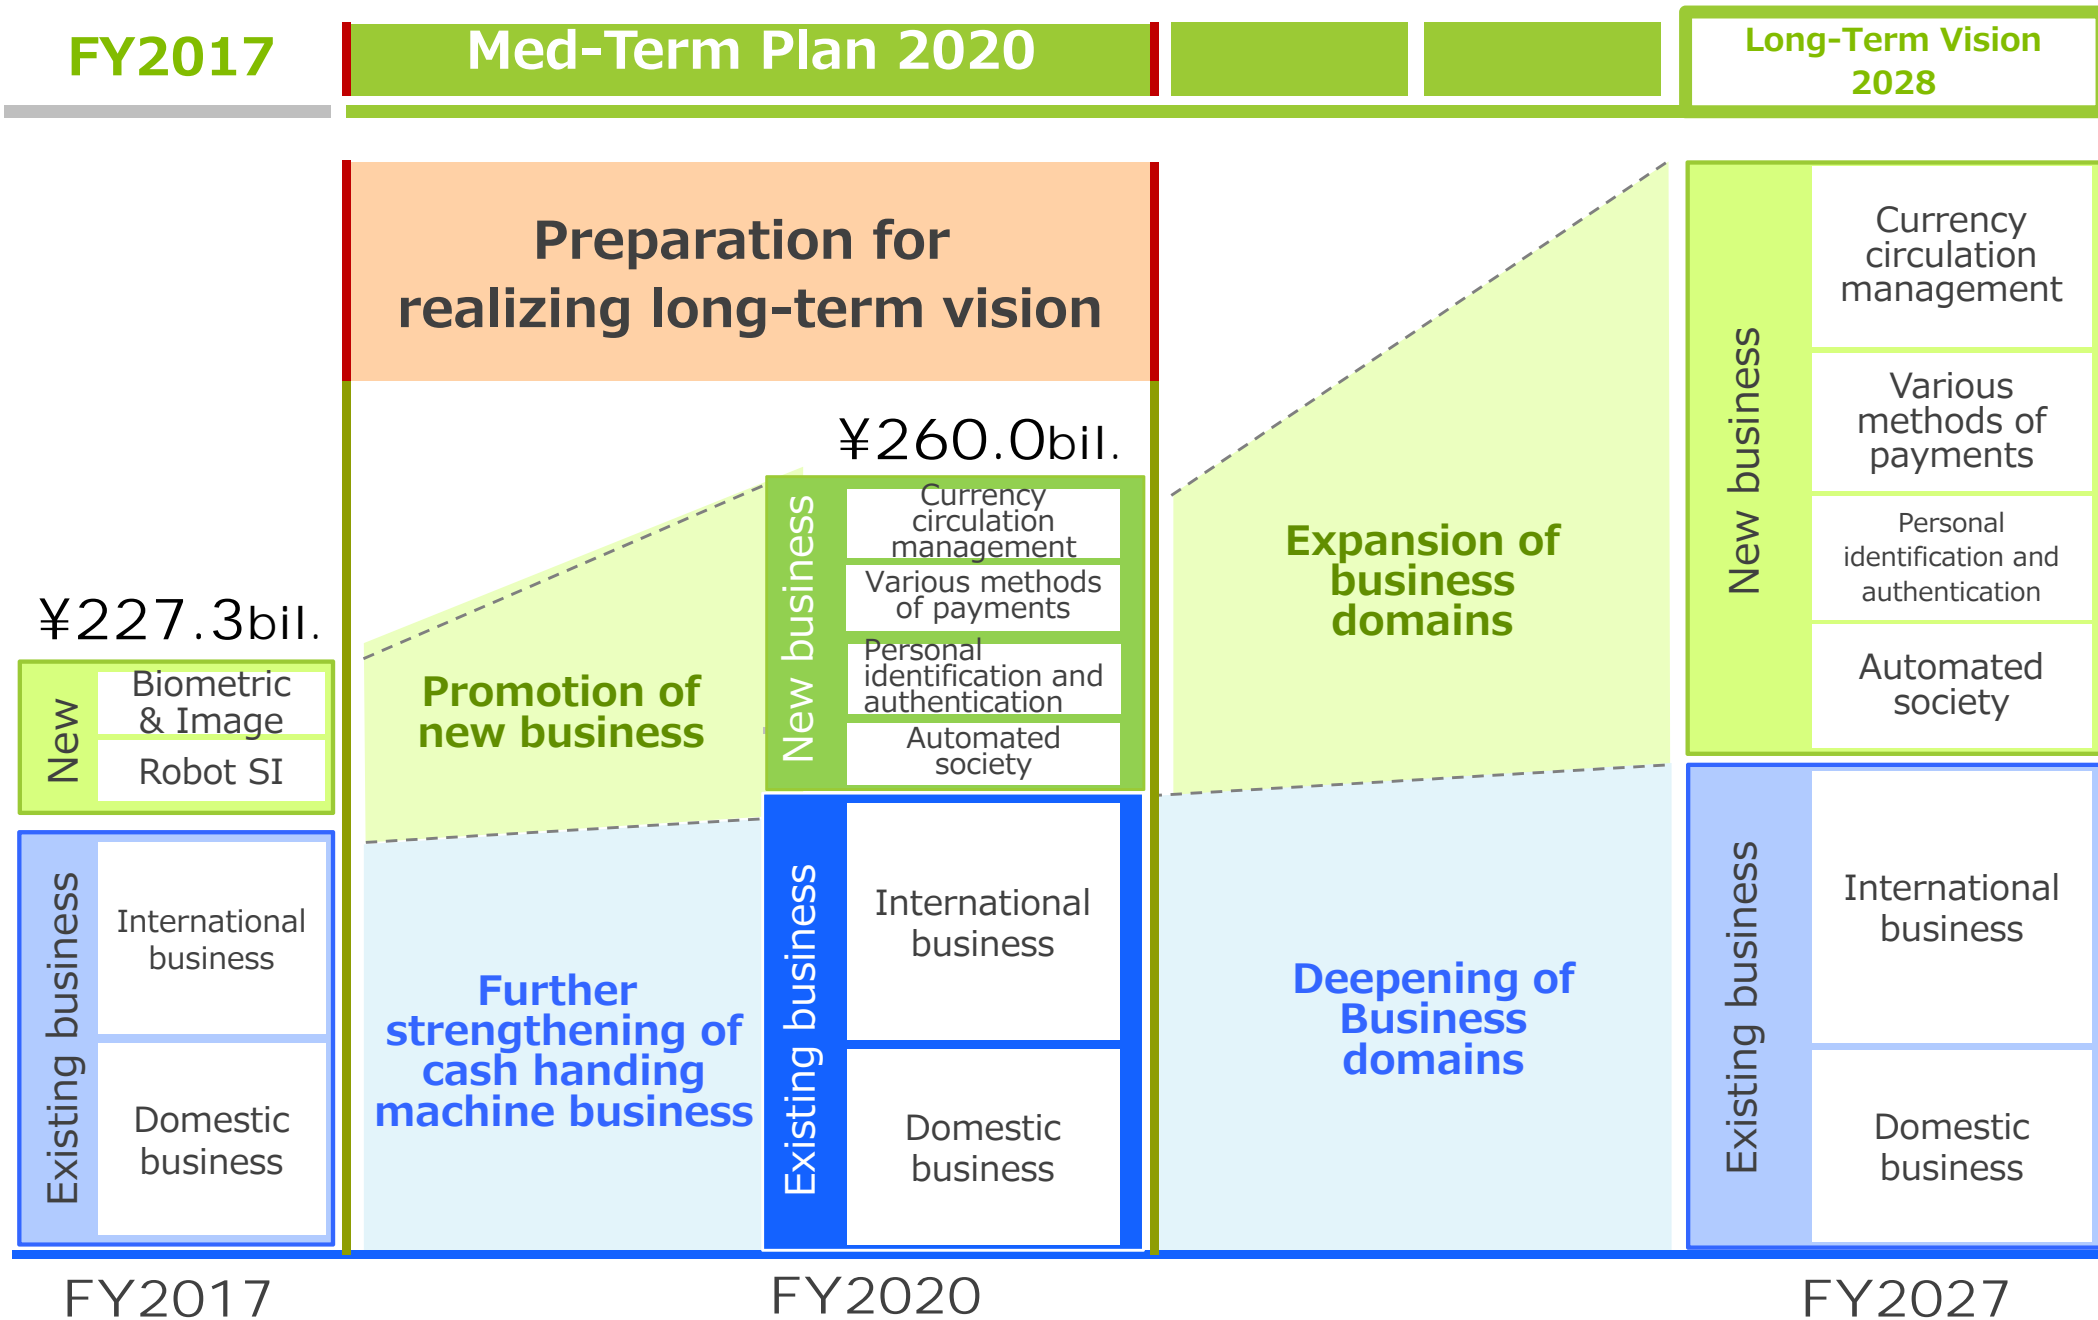 FY2017
Med-Term Plan 2020
Long-Term Vision
2028
Preparation for
realizing long-term vision
¥227.3bil.
New
Biometric
& Image
Robot SI
Existing business
International
business
Domestic
business
Promotion of
new business
Further
strengthening of
cash handing
machine business
¥260.0bil.
New business
Currency
circulation
management
Various methods
of payments
Personal
identification and
authentication
Automated
society
Existing business
International
business
Domestic
business
Expansion of
business
domains
Deepening of
Business
domains
New business
Currency
circulation
management
Various
methods of
payments
Personal
identification and
authentication
Automated
society
Existing business
International
business
Domestic
business
FY2017
FY2020
FY2027